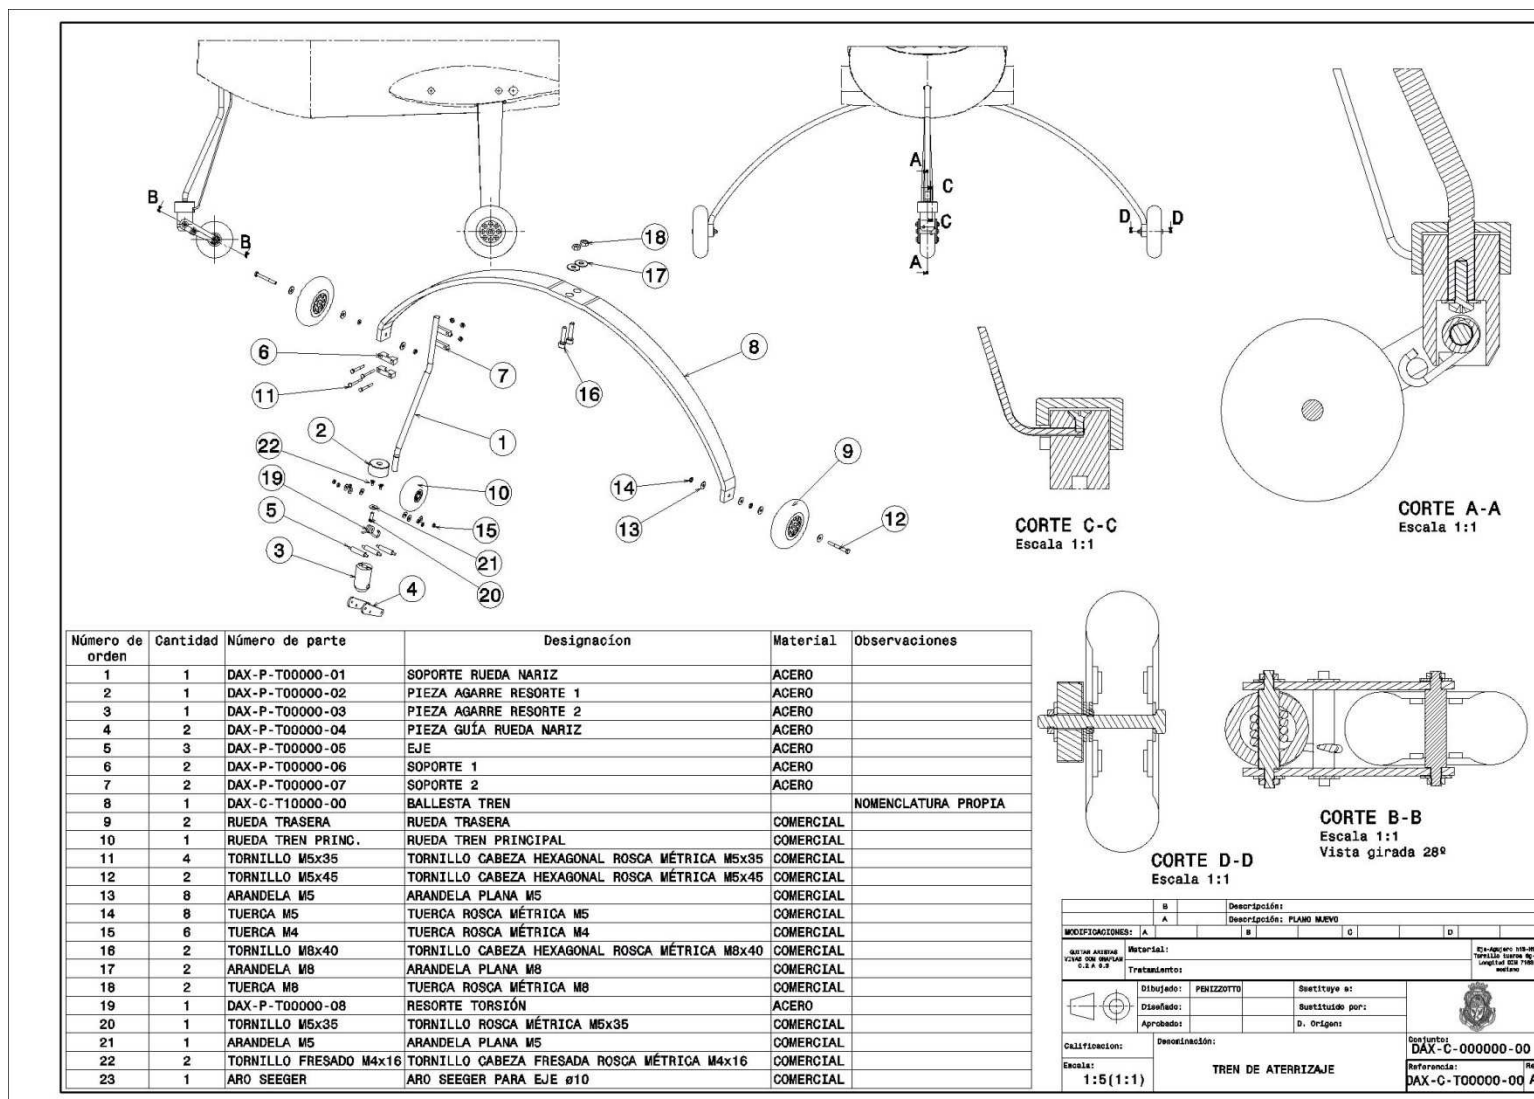 B
B
A
C
C
A
D
D
18
17
6
7
8
11
16
2
1
22
9
19
10
14
5
15
13
12
3
21
4
20
CORTE C-C
Escala 1:1
CORTE A-A
Escala 1:1
CORTE D-D
Escala 1:1
CORTE B-B
Escala 1:1
Vista girada 28º
Número de orden Cantidad Número de parte Designacion Material Observaciones
1 1 DAX-P-T00000-01 SOPORTE RUEDA NARIZ ACERO
2 1 DAX-P-T00000-02 PIEZA AGARRE RESORTE 1 ACERO
3 1 DAX-P-T00000-03 PIEZA AGARRE RESORTE 2 ACERO
4 2 DAX-P-T00000-04 PIEZA GUÍA RUEDA NARIZ ACERO
5 3 DAX-P-T00000-05 EJE ACERO
6 2 DAX-P-T00000-06 SOPORTE 1 ACERO
7 2 DAX-P-T00000-07 SOPORTE 2 ACERO
8 1 DAX-C-T10000-00 BALLESTA TREN NOMENCLATURA PROPIA
9 2 RUEDA TRASERA RUEDA TRASERA COMERCIAL
10 1 RUEDA TREN PRINC. RUEDA TREN PRINCIPAL COMERCIAL
11 4 TORNILLO M5x35 TORNILLO CABEZA HEXAGONAL ROSCA MÉTRICA M5x35 COMERCIAL
12 2 TORNILLO M5x45 TORNILLO CABEZA HEXAGONAL ROSCA MÉTRICA M5x45 COMERCIAL
13 8 ARANDELA M5 ARANDELA PLANA M5 COMERCIAL
14 8 TUERCA M5 TUERCA ROSCA MÉTRICA M5 COMERCIAL
15 6 TUERCA M4 TUERCA ROSCA MÉTRICA M4 COMERCIAL
16 2 TORNILLO M8x40 TORNILLO CABEZA HEXAGONAL ROSCA MÉTRICA M8x40 COMERCIAL
17 2 ARANDELA M8 ARANDELA PLANA M8 COMERCIAL
18 2 TUERCA M8 TUERCA ROSCA MÉTRICA M8 COMERCIAL
19 1 DAX-P-T00000-08 RESORTE TORSIÓN ACERO
20 1 TORNILLO M5x35 TORNILLO ROSCA MÉTRICA M5x35 COMERCIAL
21 1 ARANDELA M5 ARANDELA PLANA M5 COMERCIAL
22 2 TORNILLO FRESADO M4x16 TORNILLO CABEZA FRESADA ROSCA MÉTRICA M4x16 COMERCIAL
23 1 ARO SEEGER ARO SEEGER PARA EJE ø10 COMERCIAL
B Descripción:
A Descripción: PLANO NUEVO
MODIFICACIONES: A B C D
QUITAR ARISTAS
VIVAS CON
0.2 A 0.3
Material:
Tratamiento:
Dibujado: PENIZZOTTO Sustituye a:
Diseñado: Sustituido por:
Aprobado: D. Origen:
Calificacion:
Denominación:
Conjunto:
DAX-C-000000-00
Escala:
1:5(1:1)
TREN DE ATERRIZAJE
Referencia:
DAX-C-T00000-00